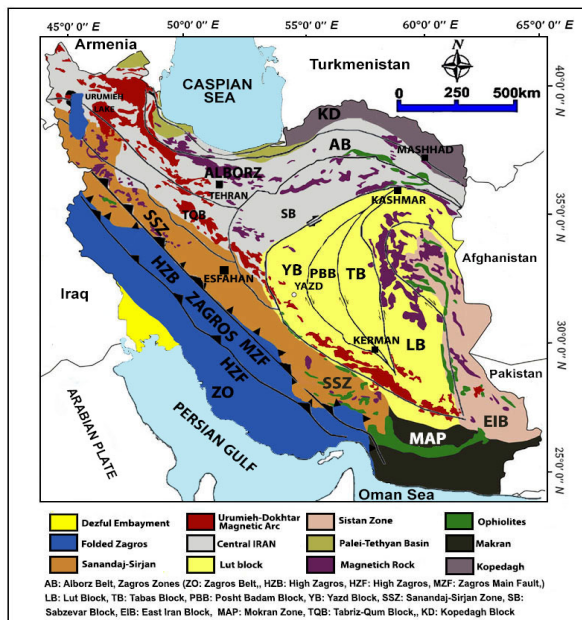 45°0'0" 50°0'0" 55°0'0" 60°0'0"
Armenia
Turkmenistan
N
CASPIAN
SEA
0 250 500km
40°0'0"
URUMIEH
LAKE
KD
AB
MASHHAD
ALBORZ
TEHRAN
KASHMAR
35°0'0"
TQB
SB
SSZ
Afghanistan
YB PBB TB
ESFAHAN
YAZD
HZB
ZAGROS MZF
Iraq
KERMAN
LB
30°0'0"
HZF
SSZ
Pakistan
ZO
EIB
MAP
ARABIAN PLATE
PERSIAN GULF
25°0'0"
Oman Sea
Dezful Embayment
Urumieh-Dokhtar
Magnetic Arc
Sistan Zone
Ophiolites
Folded Zagros
Central IRAN
Palei-Tethyan Basin
Makran
Sanandaj-Sirjan
Lut block
Magnetich Rock
Kopedagh
AB: Alborz Belt, Zagros Zones (ZO: Zagros Belt,, HZB: High Zagros, HZF: High Zagros, MZF: Zagros Main Fault,)
LB: Lut Block, TB: Tabas Block, PBB: Posht Badam Block, YB: Yazd Block, SSZ: Sanandaj-Sirjan Zone, SB:
Sabzevar Block, EIB: East Iran Block, MAP: Mokran Zone, TQB: Tabriz-Qum Block,, KD: Kopedagh Block